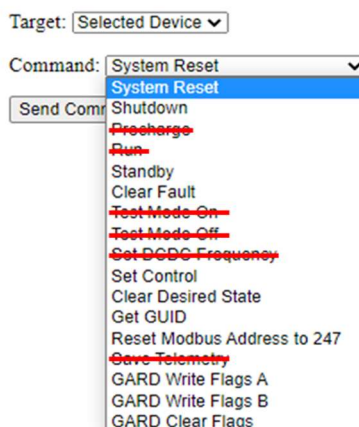 Target: Selected Device
Command: System Reset
System Reset
Send Comm
Shutdown
Precharge
Run
Standby
Clear Fault
Test Mode On
Test Mode Off
Set DCDC Frequency
Set Control
Clear Desired State
Get GUID
Reset Modbus Address to 247
Save Telemetry
GARD Write Flags A
GARD Write Flags B
GARD Clear Flags